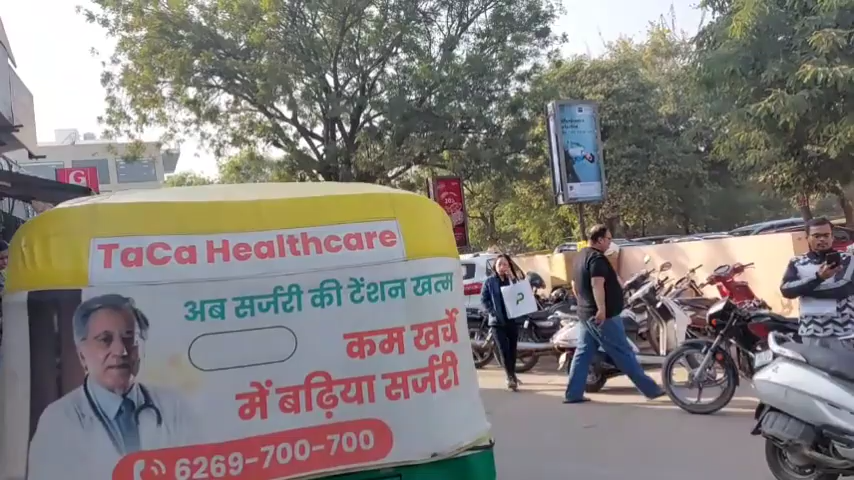 TaCa Healthcare
अब सर्जरी की टेंशन खत्म
कम खर्चे
में बढ़िया सर्जरी
6269-700-700
G